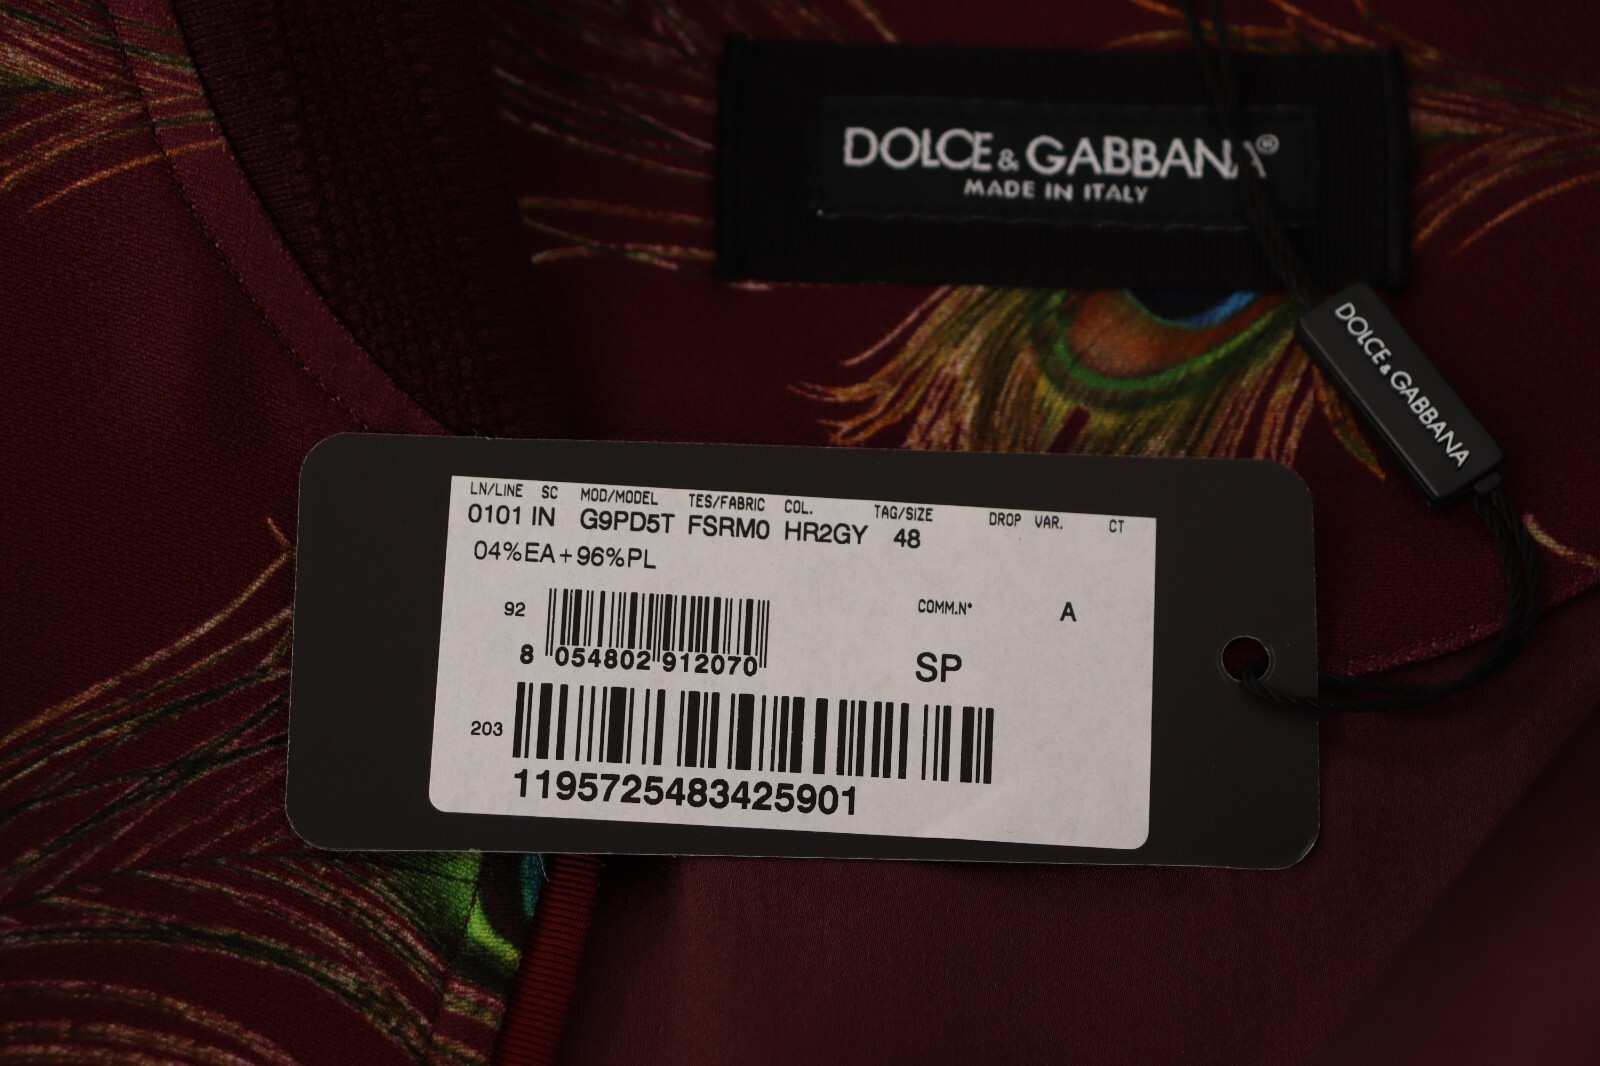 DOLCE & GABBANA®
MADE IN ITALY
DOLCE & GABBANA
LN/LINE SC MOD/MODEL TES/FABRIC COL. TAG/SIZE DROP VAR. CT
0101 IN G9PD5T FSRM0 HR2GY 48
04%EA+96%PL
92 COMM.N° A
8 054802 912070 SP
203
1195725483425901